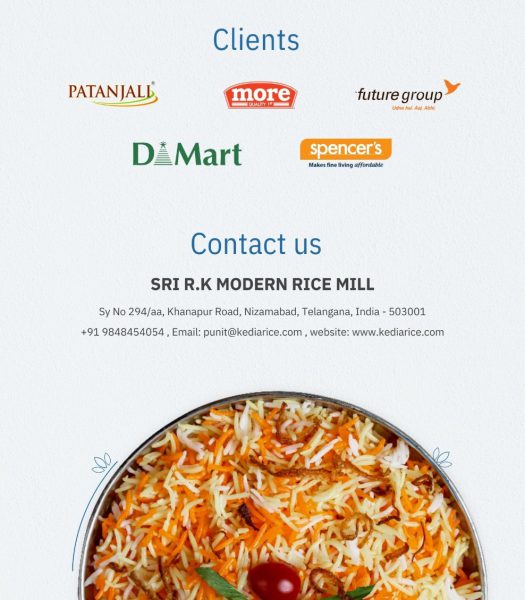 Clients
PATANJALI®
more
QUALITY 1ST
future group
Udne hai. Aaj. Abhi.
D Mart
spencer's
Makes fine living affordable
Contact us
SRI R.K MODERN RICE MILL
Sy No 294/aa, Khanapur Road, Nizamabad, Telangana, India - 503001
+91 9848454054 , Email: punit@kediarice.com , website: www.kediarice.com